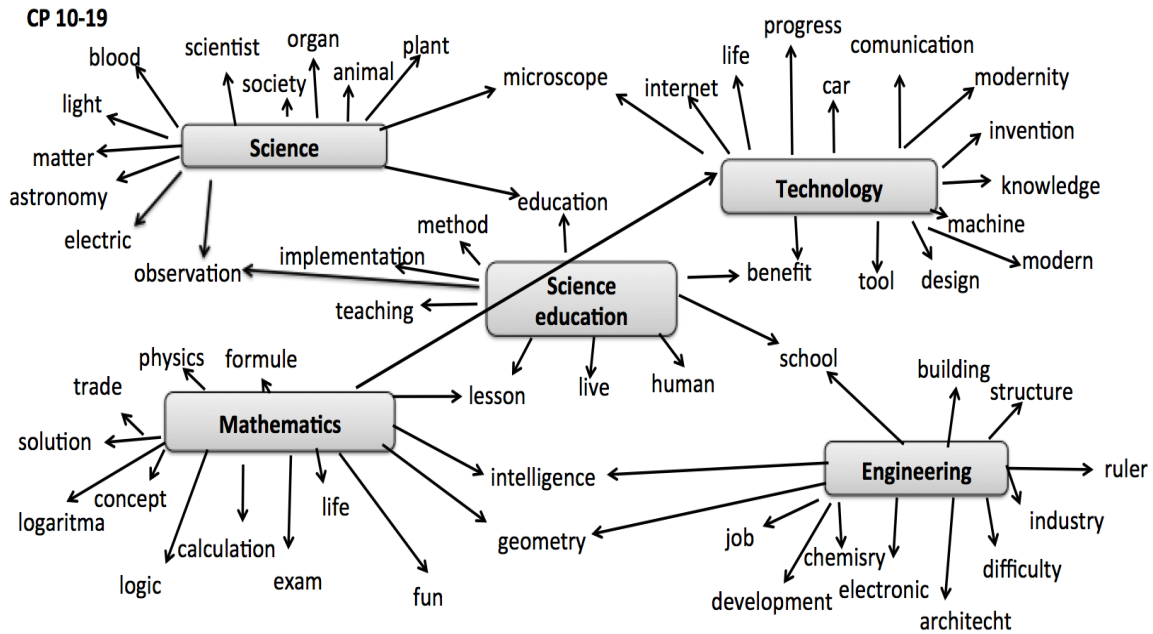 CP 10-19
blood
scientist
organ
plant
society
animal
light
microscope
Science
matter
astronomy
electric
observation
education
progress
life
comunication
internet
car
modernity
invention
Technology
knowledge
machine
modern
benefit
tool
design
method
implementation
teaching
Science
education
lesson
live
human
school
physics
formule
trade
Mathematics
solution
concept
logaritma
life
calculation
logic
exam
fun
intelligence
geometry
building
structure
Engineering
ruler
industry
job
chemisry
difficulty
electronic
development
architecht